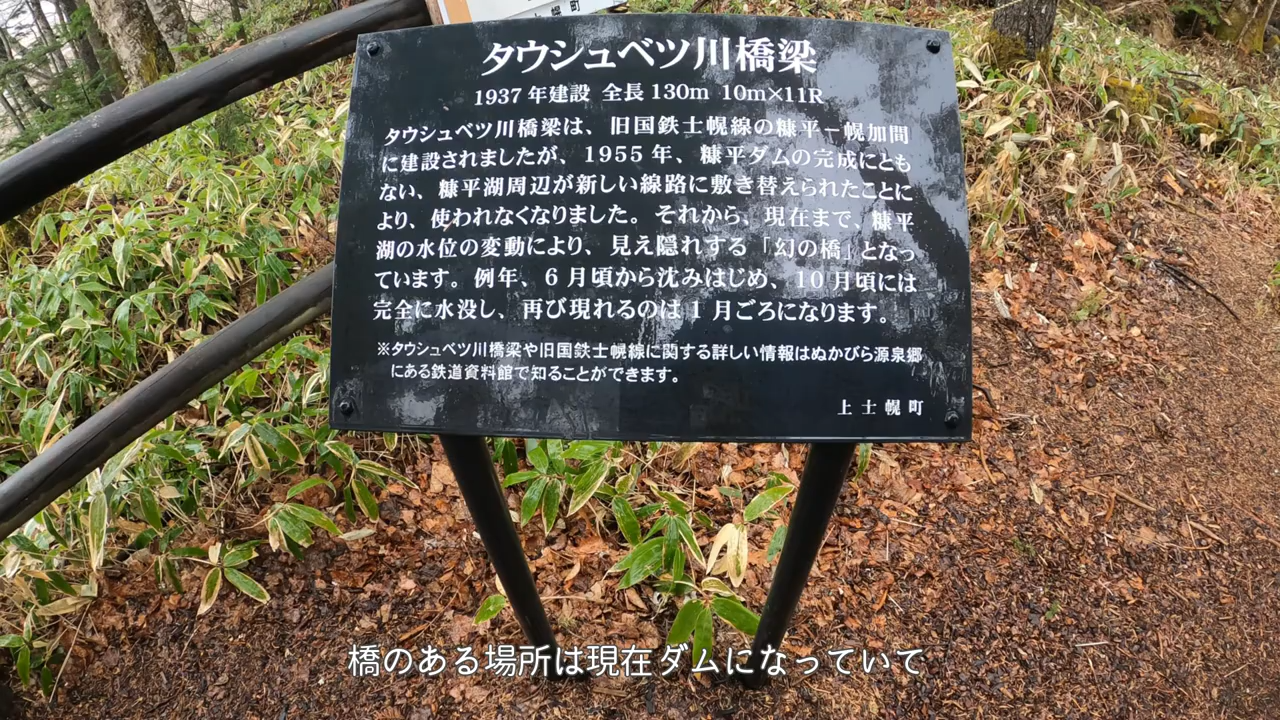 タウシュベツ川橋梁
1937年建設 全長130m 10m×11R
タウシュベツ川橋梁は、旧国鉄士幌線の糠平−幌加間
に建設されましたが、1955年、糠平ダムの完成にとも
ない、糠平湖周辺が新しい線路に敷き替えられたことに
より、使われなくなりました。それから、現在まで、糠平
湖の水位の変動により、見え隠れする「幻の橋」となっ
ています。例年、6月頃から沈みはじめ、10月頃には
完全に水没し、再び現れるのは1月ごろになります。
※タウシュベツ川橋梁や旧国鉄士幌線に関する詳しい情報はぬかびら源泉郷
にある鉄道資料館で知ることができます。
上士幌町
橋のある場所は現在ダムになっていて